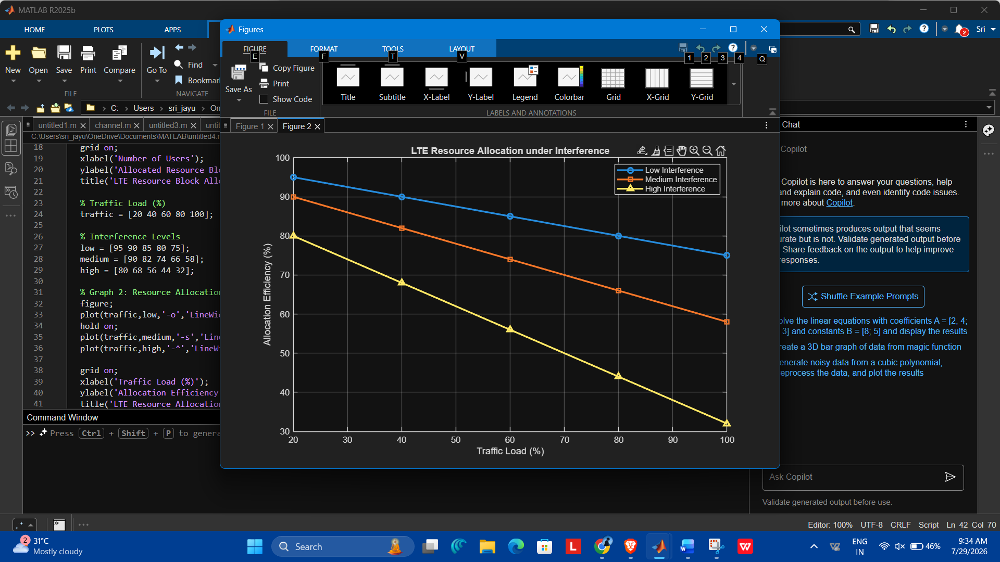 MATLAB R2025b
HOME PLOTS APPS
Sri
2
New Open Save Print Compare Go To Find
FILE NAVIGATE
C: Users sri_jayu
untitled1.m channel.m untitled3.m
C:\Users\sri_jayu\OneDrive\Documents\MATLAB\untitled4.
18 grid on;
19 xlabel('Number of Users');
20 ylabel('Allocated Resource
21 title('LTE Resource Block
22
23 % Traffic Load (%)
24 traffic = [20 40 60 80 100];
25
26 % Interference Levels
27 low = [95 90 85 80 75];
28 medium = [90 82 74 66 58];
29 high = [80 68 56 44 32];
30
31 % Graph 2: Resource Allocation
32 figure;
33 plot(traffic,low,'-o','LineWi
34 hold on;
35 plot(traffic,medium,'-s','Lin
36 plot(traffic,high,'-^','LineW
37
38 grid on;
39 xlabel('Traffic Load (%)');
40 ylabel('Allocation Efficiency
41 title('LTE Resource Allocation
Command Window
>> Press Ctrl + Shift + P to genera
Figures
FIGURE FORMAT TOOLS LAYOUT
E F T V 1 2 3 4 Q
Save As
Copy Figure
Print
Show Code
FILE
Title Subtitle X-Label Y-Label Legend Colorbar Grid X-Grid Y-Grid
LABELS AND ANNOTATIONS
Figure 1 Figure 2
LTE Resource Allocation under Interference
Low Interference
Medium Interference
High Interference
Allocation Efficiency (%)
100
90
80
70
60
50
40
30
20 30 40 50 60 70 80 90 100
Traffic Load (%)
Chat
Copilot
Copilot is here to answer your questions, help
and explain code, and even identify code issues.
more about Copilot.
ilot sometimes produces output that seems
urate but is not. Validate generated output before
Share feedback on the output to help improve
responses.
Shuffle Example Prompts
olve the linear equations with coefficients A = [2, 4;
3] and constants B = [8; 5] and display the results
reate a 3D bar graph of data from magic function
enerate noisy data from a cubic polynomial,
eprocess the data, and plot the results
Ask Copilot
Validate generated output before use.
Editor: 100% UTF-8 CRLF Script Ln 42 Col 70
2
31°C
Mostly cloudy
Search
L
W
ENG
IN
46%
9:34 AM
7/29/2026